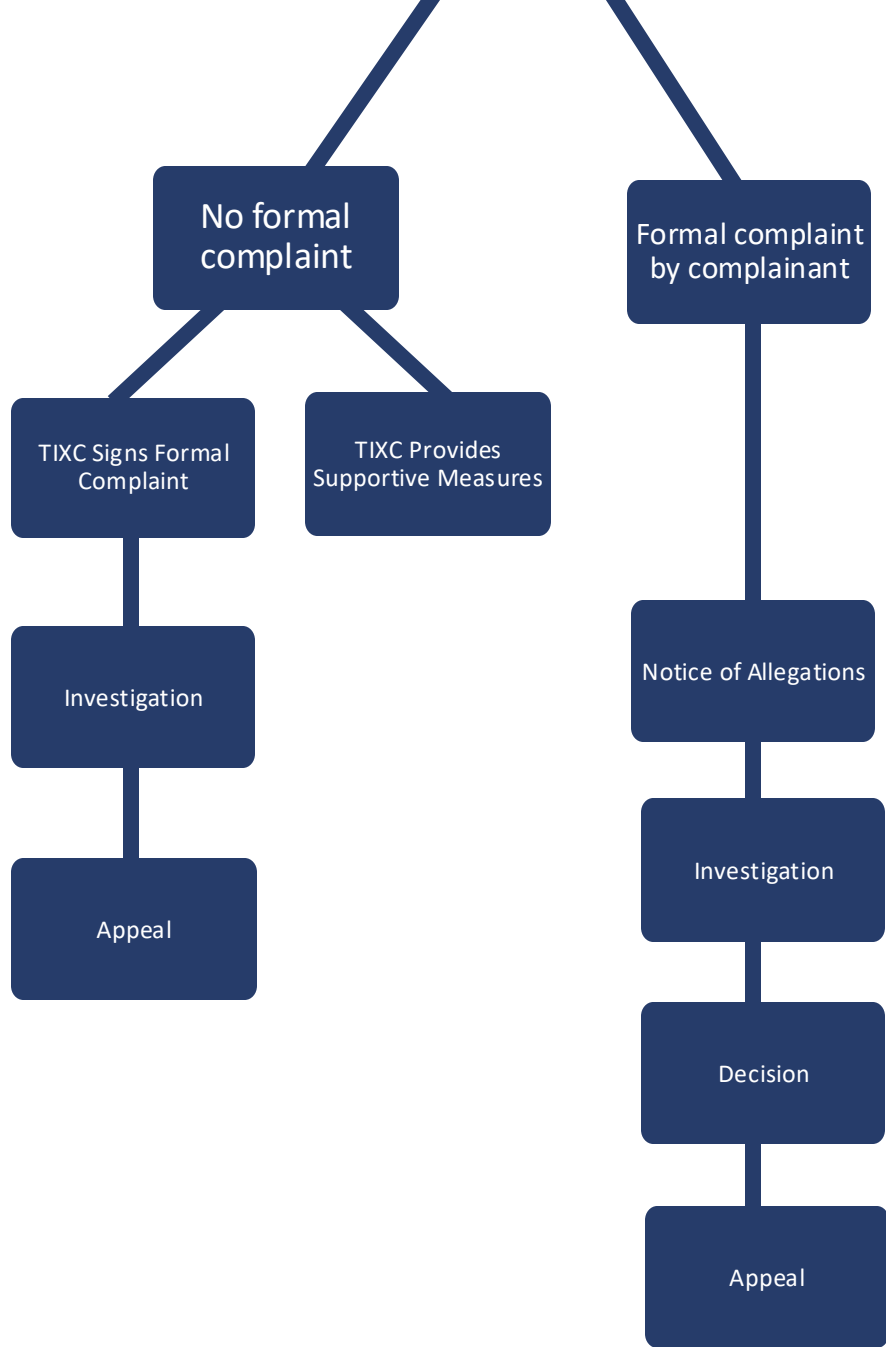 No formal
complaint
Formal complaint
by complainant
TIXC Signs Formal
Complaint
TIXC Provides
Supportive Measures
Investigation
Appeal
Notice of Allegations
Investigation
Decision
Appeal